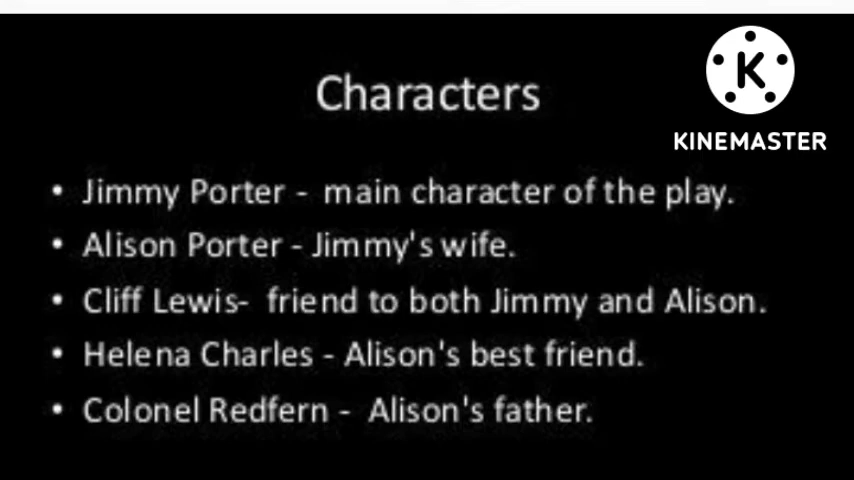 Characters
K
KINEMASTER
• Jimmy Porter - main character of the play.
• Alison Porter - Jimmy's wife.
• Cliff Lewis- friend to both Jimmy and Alison.
• Helena Charles - Alison's best friend.
• Colonel Redfern - Alison's father.